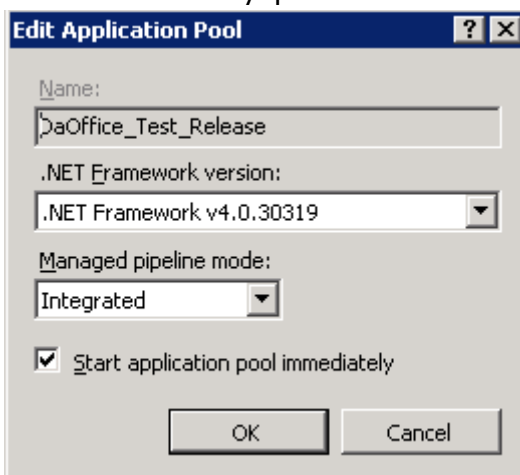 Edit Application Pool
Name:
DaOffice_Test_Release
.NET Framework version:
.NET Framework v4.0.30319
Managed pipeline mode:
Integrated
Start application pool immediately
OK Cancel